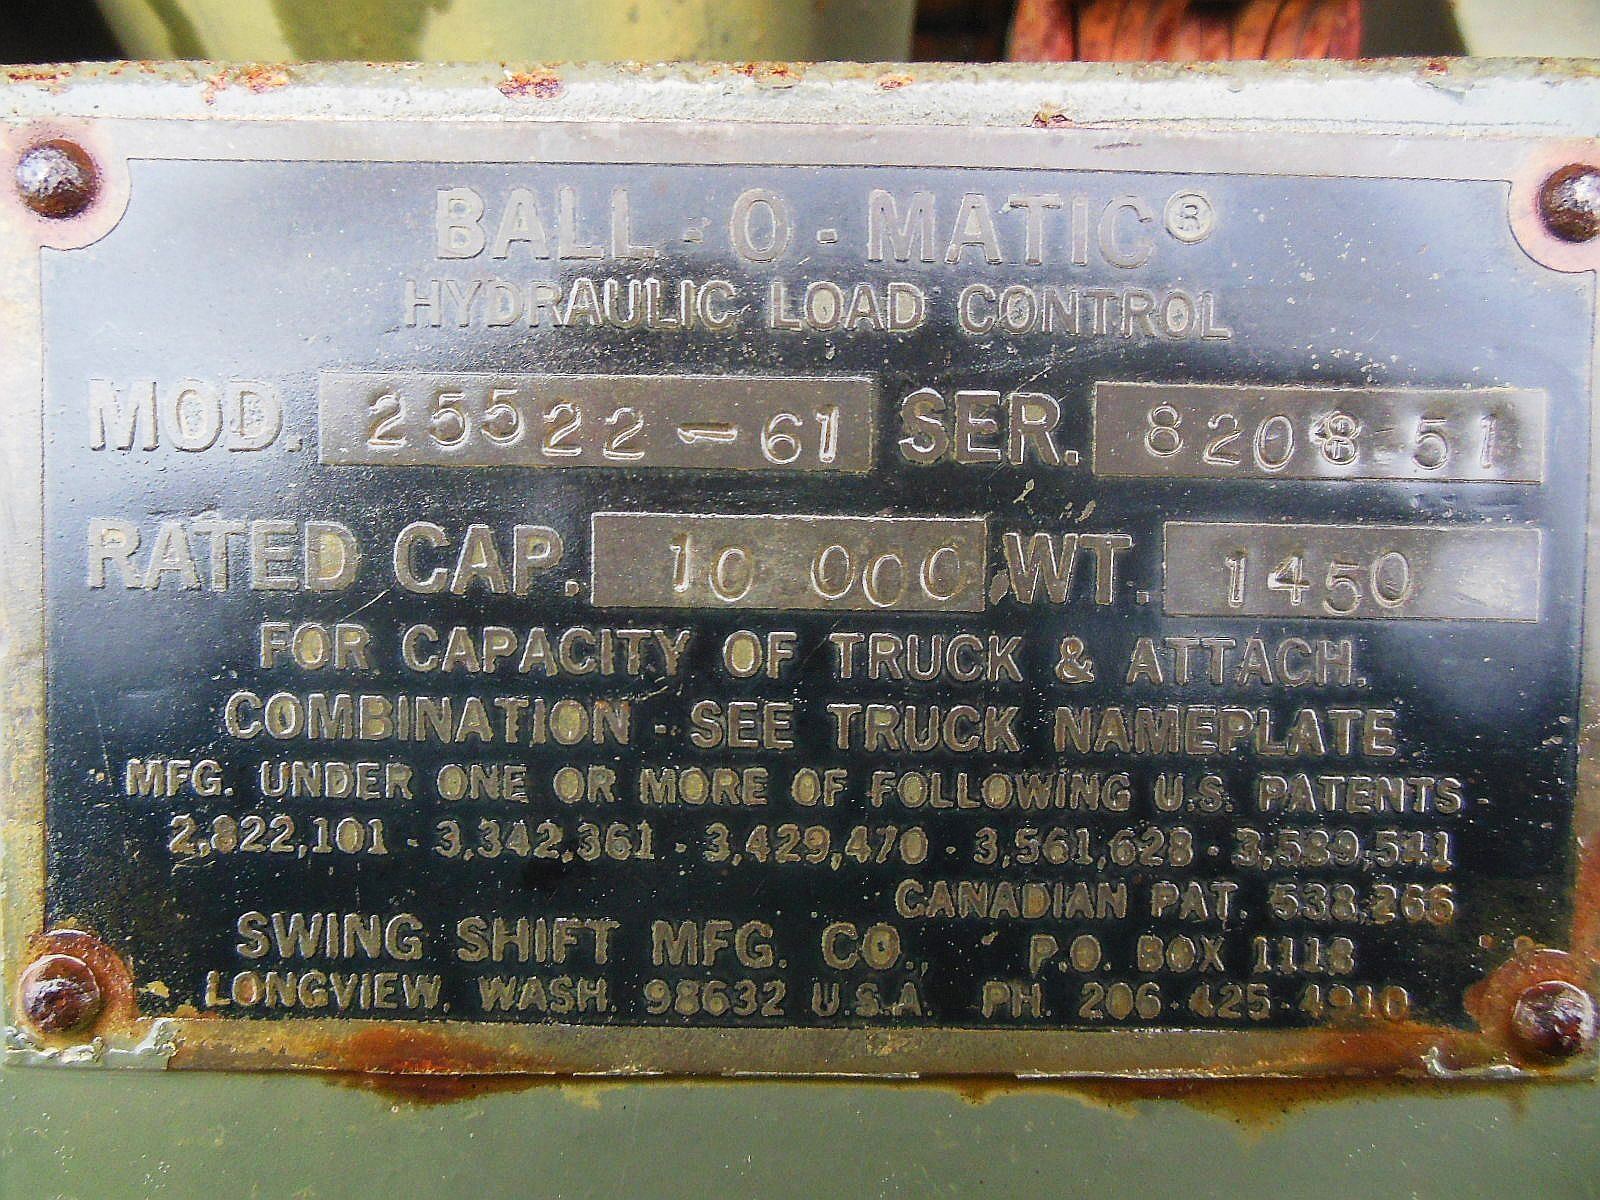 BALL-O-MATIC®
HYDRAULIC LOAD CONTROL
MOD. 25522-61 SER. 8208-51
RATED CAP. 10 000 WT. 1450
FOR CAPACITY OF TRUCK & ATTACH.
COMBINATION - SEE TRUCK NAMEPLATE
MFG. UNDER ONE OR MORE OF FOLLOWING U.S. PATENTS -
2,822,101 - 3,342,361 - 3,429,470 - 3,561,628 - 3,589,541
CANADIAN PAT. 538,266
SWING SHIFT MFG. CO., P.O. BOX 1118
LONGVIEW, WASH. 98632 U.S.A. PH. 206-425-4910